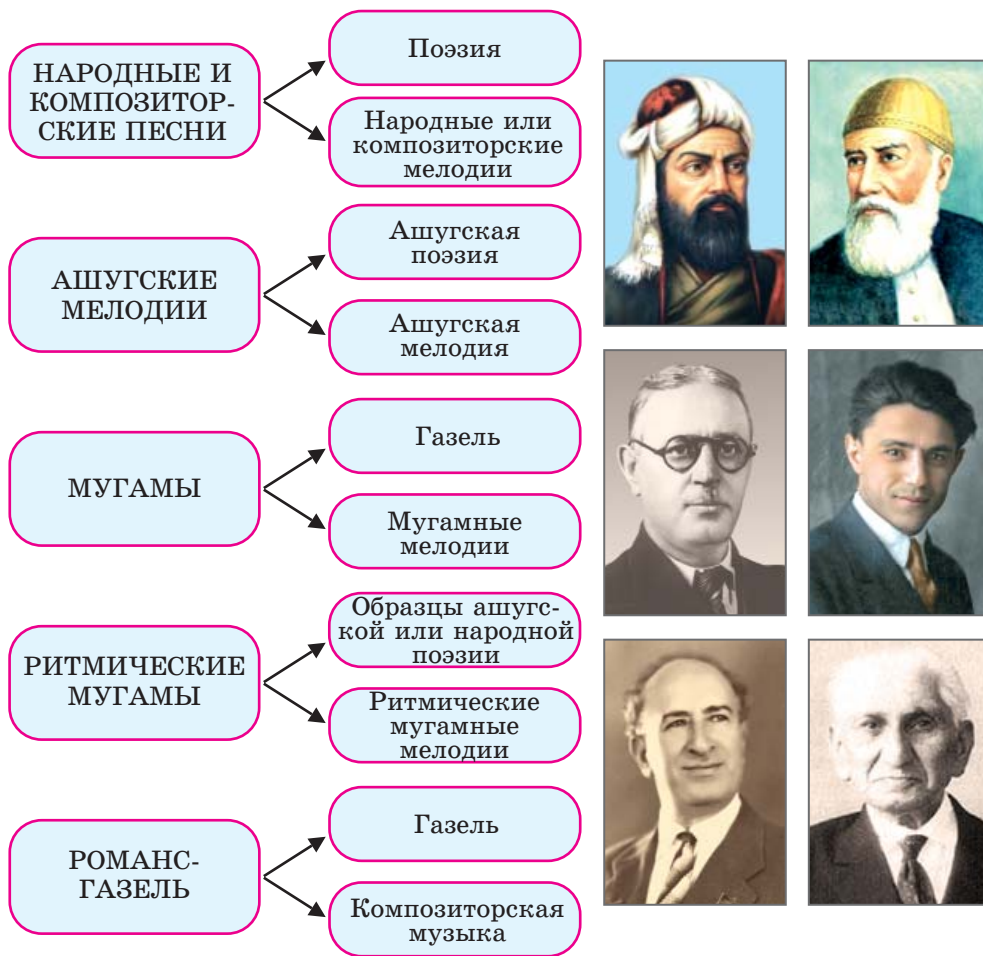 НАРОДНЫЕ И
КОМПОЗИТОР-
СКИЕ ПЕСНИ
Поэзия
Народные или
композиторские
мелодии
АШУГСКИЕ
МЕЛОДИИ
Ашугская
поэзия
Ашугская
мелодия
МУГАМЫ
Газель
Мугамные
мелодии
РИТМИЧЕСКИЕ
МУГАМЫ
Образцы ашугс-
кой или народной
поэзии
Ритмические
мугамные
мелодии
РОМАНС-
ГАЗЕЛЬ
Газель
Композиторская
музыка